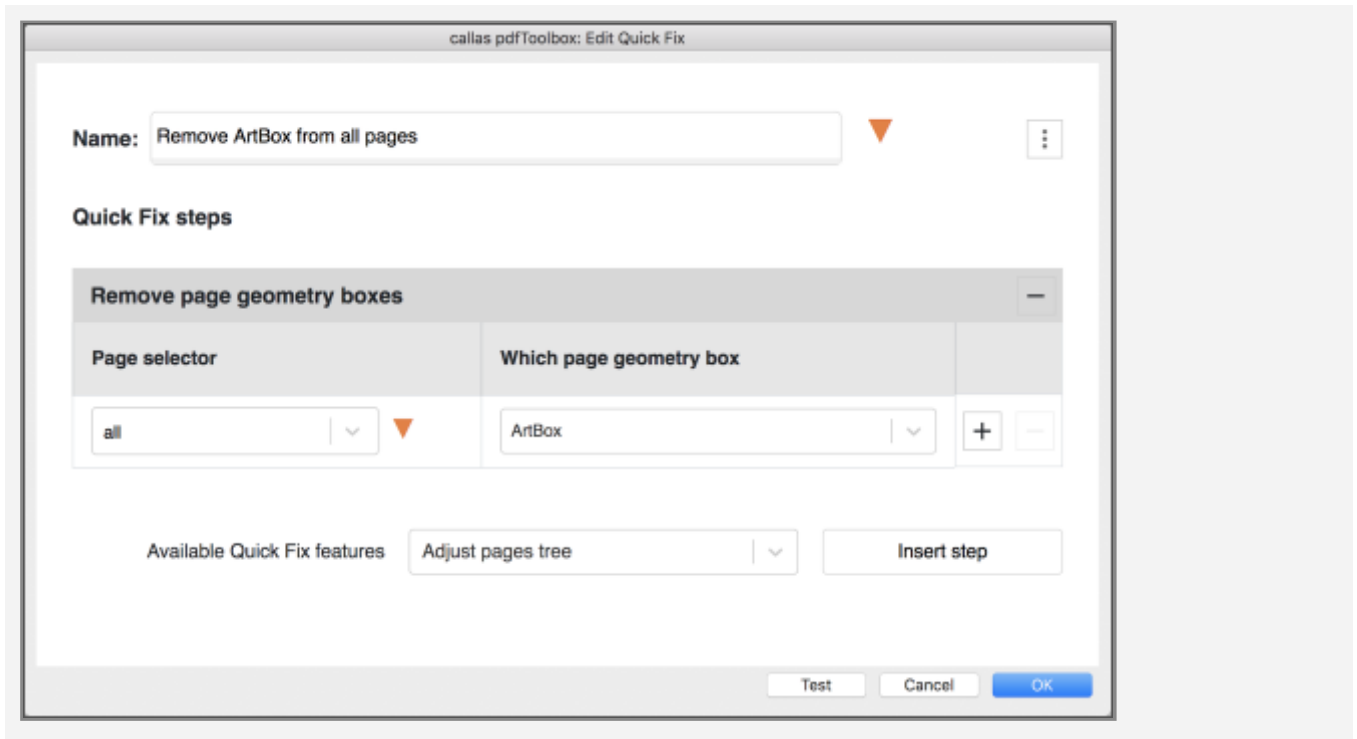 callas pdfToolbox: Edit Quick Fix
Name: Remove ArtBox from all pages
Quick Fix steps
Remove page geometry boxes
Page selector Which page geometry box
all ArtBox
Available Quick Fix features Adjust pages tree Insert step
Test Cancel OK